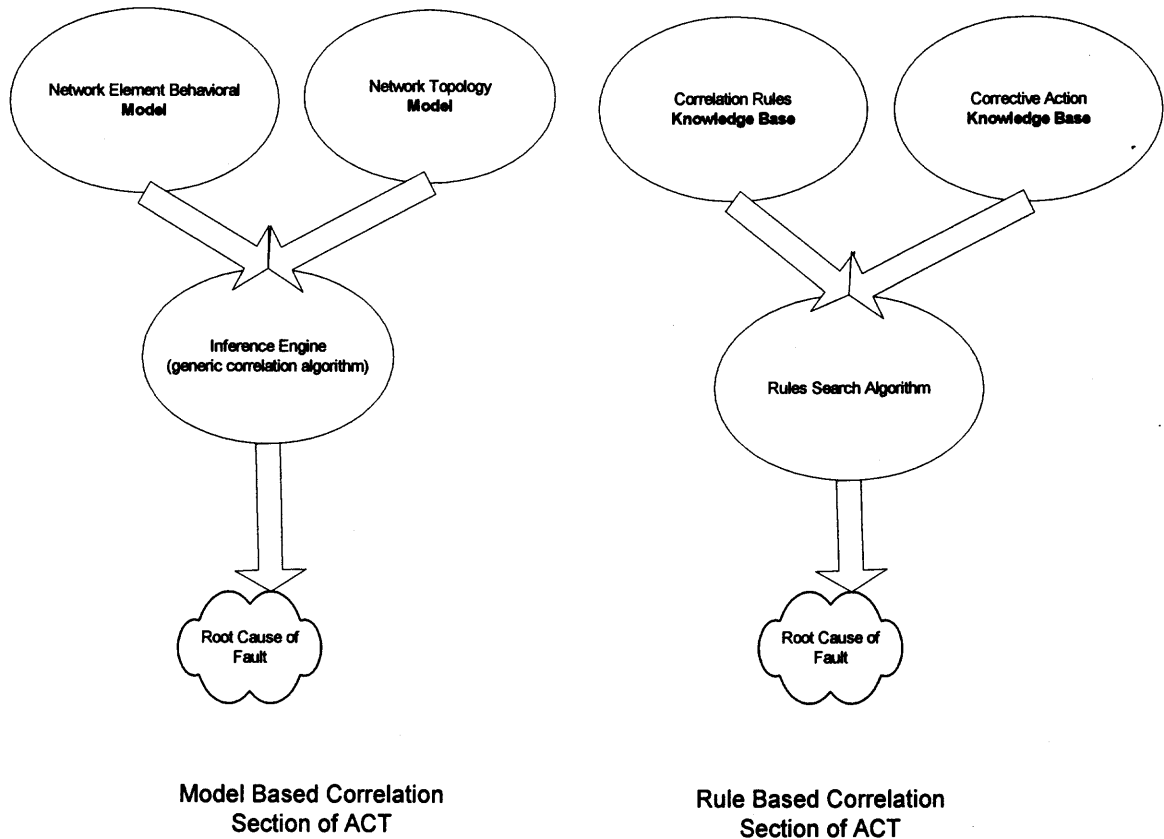 Network Element Behavioral
Model
Network Topology
Model
Inference Engine
(generic correlation algorithm)
Root Cause of
Fault
Model Based Correlation
Section of ACT
Correlation Rules
Knowledge Base
Corrective Action
Knowledge Base
Rules Search Algorithm
Root Cause of
Fault
Rule Based Correlation
Section of ACT